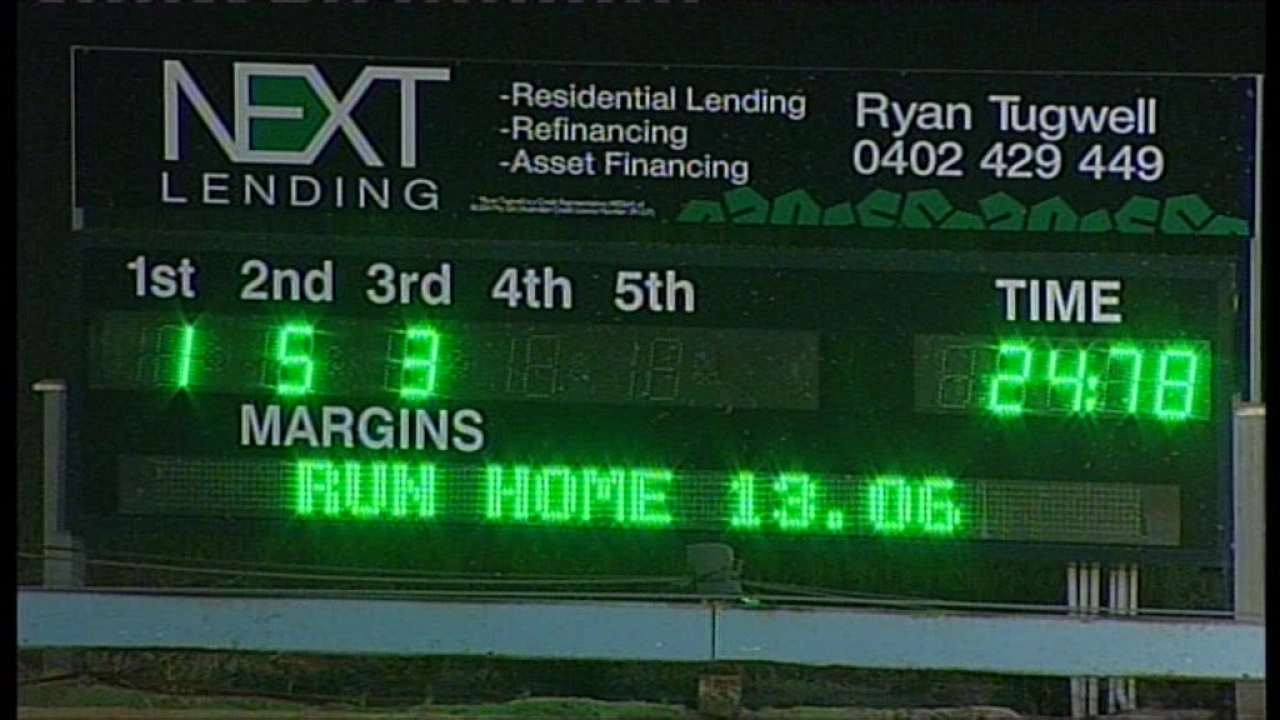 NEXT
LENDING
-Residential Lending
-Refinancing
-Asset Financing
Ryan Tugwell
0402 429 449
1st 2nd 3rd 4th 5th TIME
1 5 3 24:78
MARGINS
RUN HOME 13.06